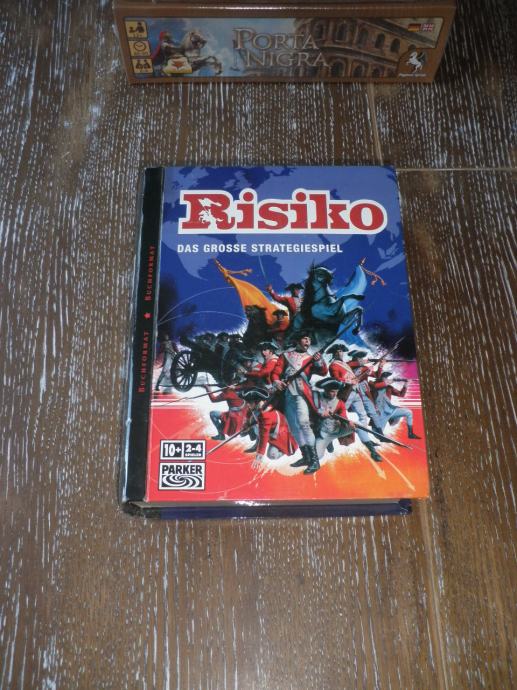 PORTA
NIGRA
Risiko
DAS GROSSE STRATEGIESPIEL
BUCHFORMAT ★ BUCHFORMAT
10+
2-4
SPIELER
PARKER